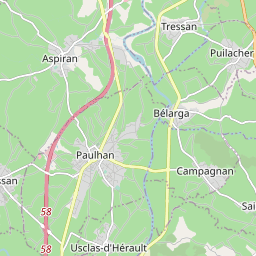 Tressan
Puilacher
Aspiran
Bélarga
Paulhan
Campagnan
ssan
Sai
58
Usclas-d'Hérault
58